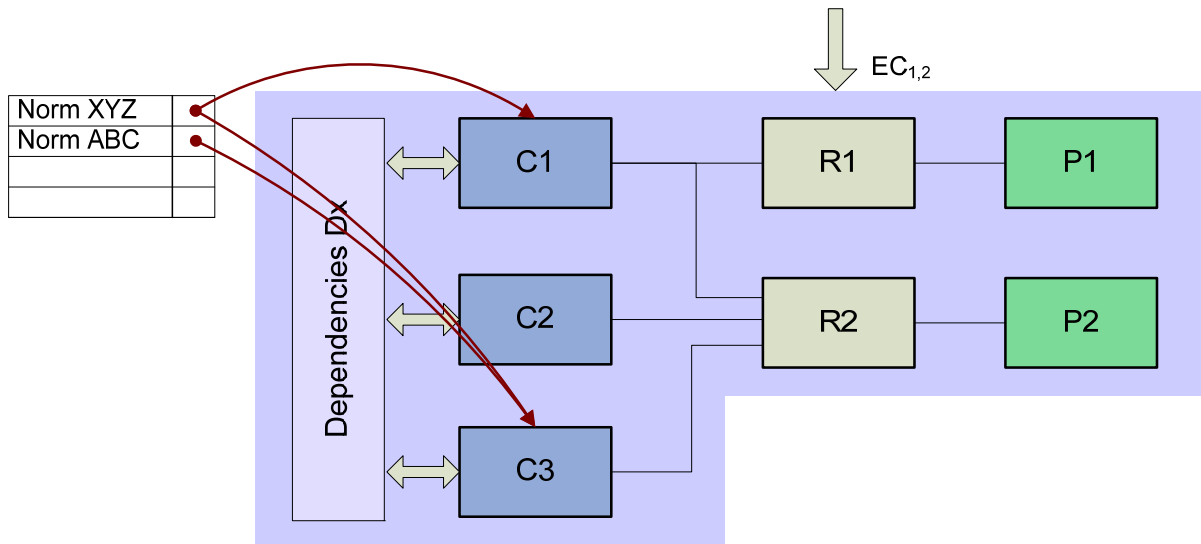 EC1,2
Norm XYZ
Norm ABC
Dependencies Dx
C1
R1
P1
C2
R2
P2
C3